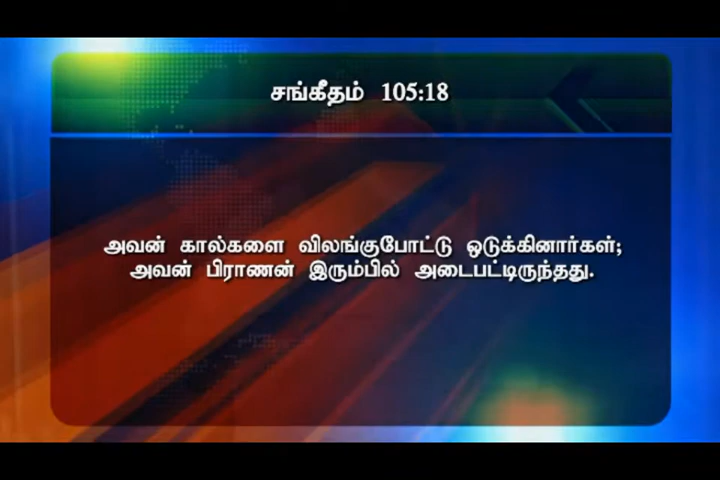 சங்கீதம் 105:18
அவன் கால்களை விலங்குபோட்டு ஒடுக்கினார்கள்;
அவன் பிராணன் இரும்பில் அடைபட்டிருந்தது.